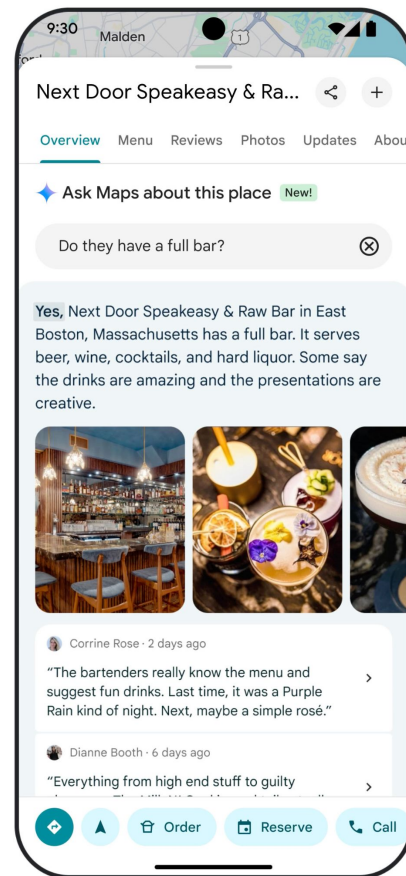 9:30
Malden
1
Next Door Speakeasy & Ra...
Overview Menu Reviews Photos Updates Abou
Ask Maps about this place New!
Do they have a full bar?
Yes, Next Door Speakeasy & Raw Bar in East
Boston, Massachusetts has a full bar. It serves
beer, wine, cocktails, and hard liquor. Some say
the drinks are amazing and the presentations are
creative.
Corrine Rose · 2 days ago
“The bartenders really know the menu and
suggest fun drinks. Last time, it was a Purple
Rain kind of night. Next, maybe a simple rosé.”
Dianne Booth · 6 days ago
“Everything from high end stuff to guilty
Order Reserve Call